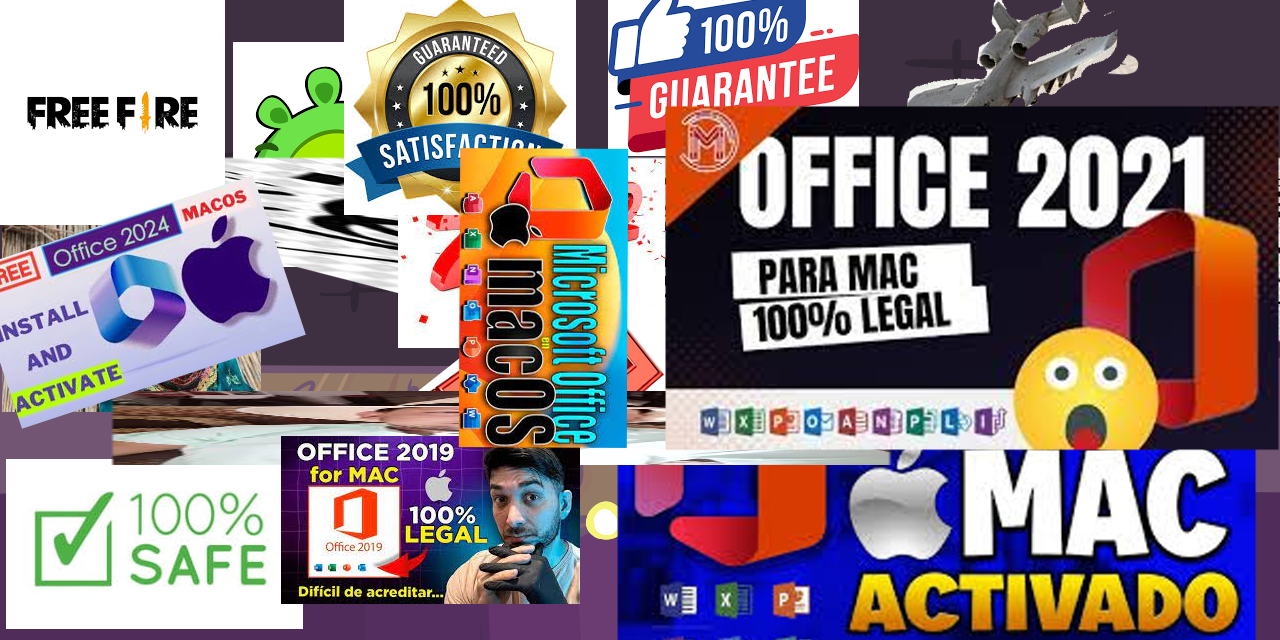 FREE FIRE
GUARANTEED
100%
SATISFACTION
100%
GUARANTEE
OFFICE 2021
PARA MAC
100% LEGAL
Office 2024
MACOS
INSTALL
AND
ACTIVATE
Microsoft Office
en
macos
100%
SAFE
OFFICE 2019
for MAC
100%
LEGAL
Office 2019
Difícil de acreditar...
MAC
ACTIVADO